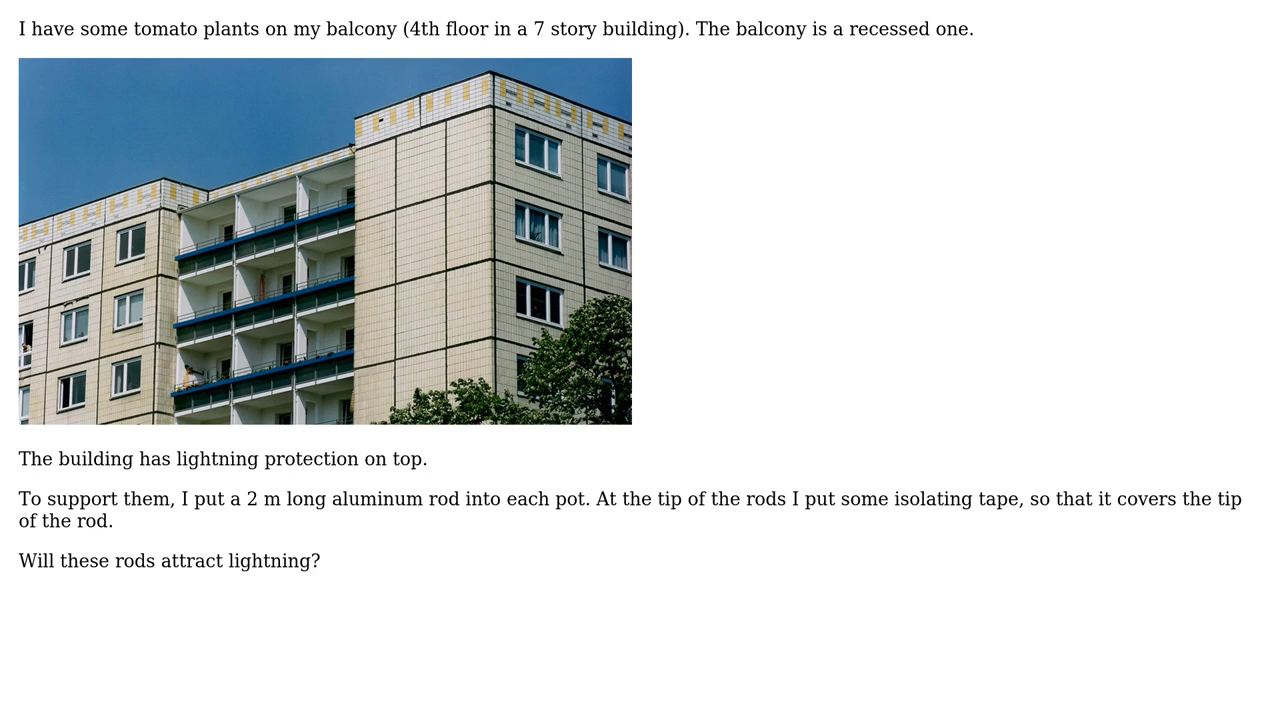 I have some tomato plants on my balcony (4th floor in a 7 story building). The balcony is a recessed one.
The building has lightning protection on top.
To support them, I put a 2 m long aluminum rod into each pot. At the tip of the rods I put some isolating tape, so that it covers the tip
of the rod.
Will these rods attract lightning?